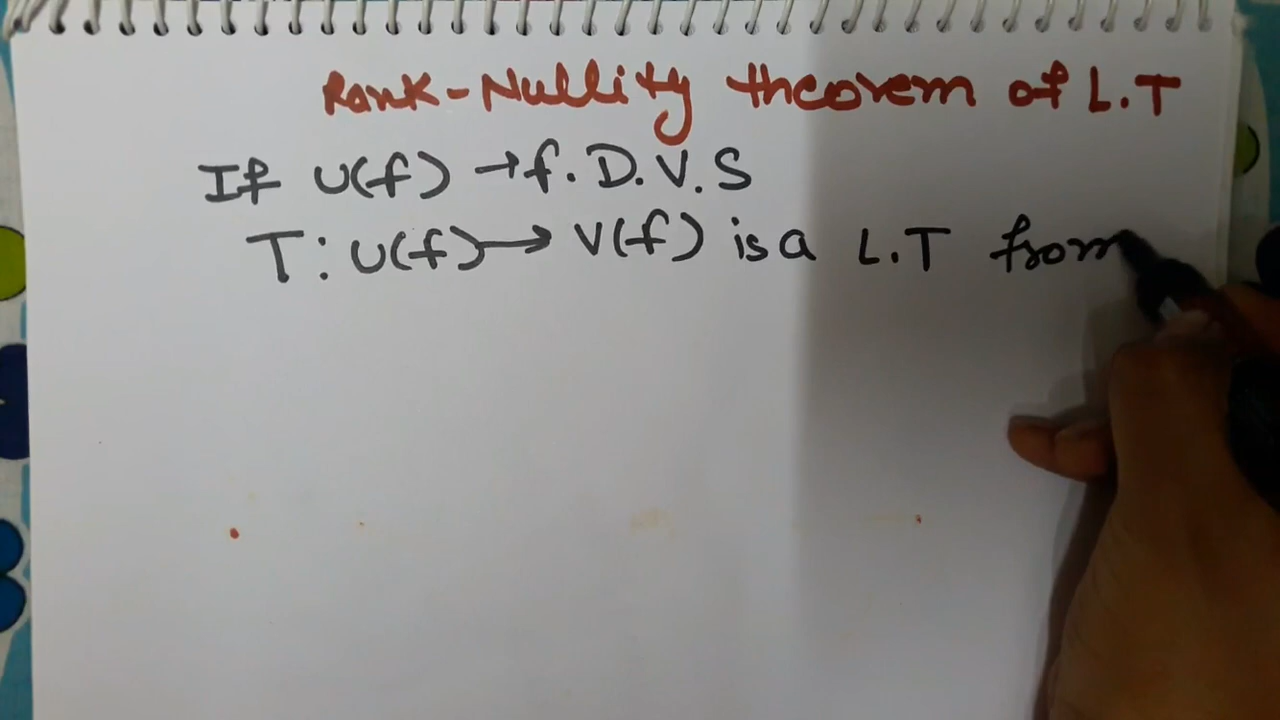 Rank-Nullity theorem of L.T
If U(f) → f.D.V.S
T: U(f) → V(f) is a L.T from